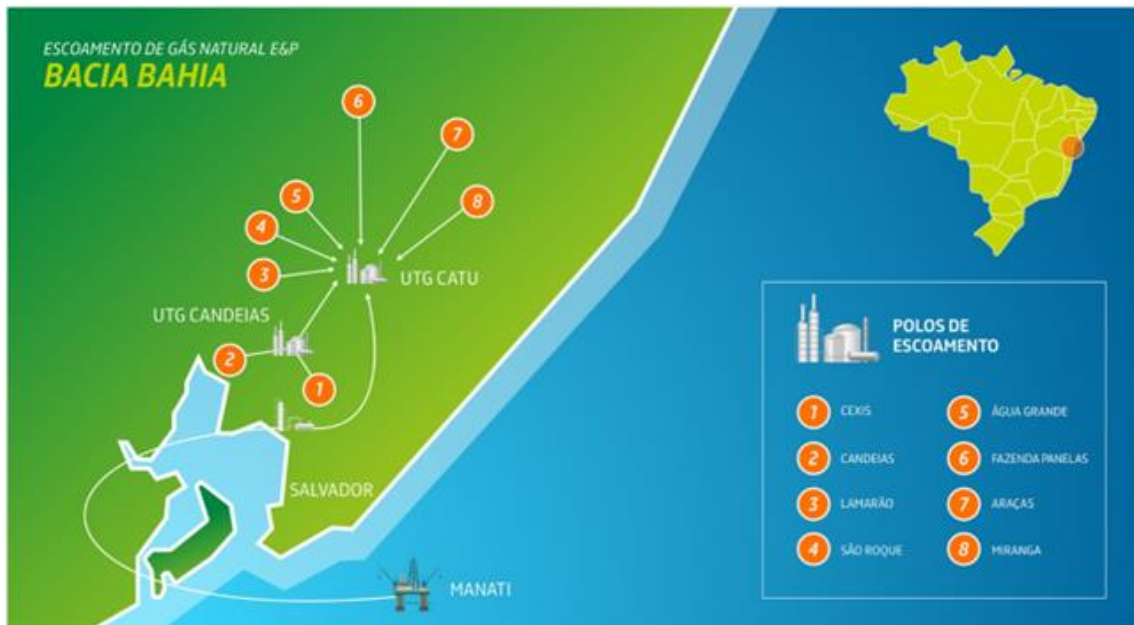 ESCOAMENTO DE GÁS NATURAL E&P
BACIA BAHIA
6
7
5
8
4
3
UTG CATU
UTG CANDEIAS
2
1
SALVADOR
MANATI
POLOS DE
ESCOAMENTO
1 CEXIS
2 CANDEIAS
3 LAMARÃO
4 SÃO ROQUE
5 ÁGUA GRANDE
6 FAZENDA PANELAS
7 ARAÇAS
8 MIRANGA